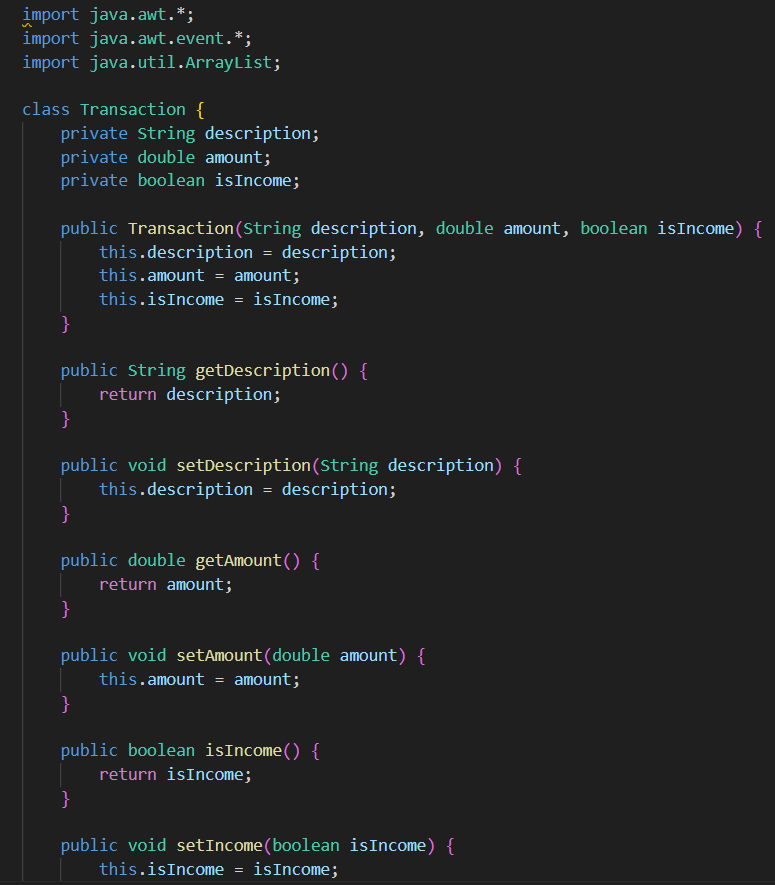 import java.awt.*;
import java.awt.event.*;
import java.util.ArrayList;

class Transaction {
    private String description;
    private double amount;
    private boolean isIncome;

    public Transaction(String description, double amount, boolean isIncome) {
        this.description = description;
        this.amount = amount;
        this.isIncome = isIncome;
    }

    public String getDescription() {
        return description;
    }

    public void setDescription(String description) {
        this.description = description;
    }

    public double getAmount() {
        return amount;
    }

    public void setAmount(double amount) {
        this.amount = amount;
    }

    public boolean isIncome() {
        return isIncome;
    }

    public void setIncome(boolean isIncome) {
        this.isIncome = isIncome;